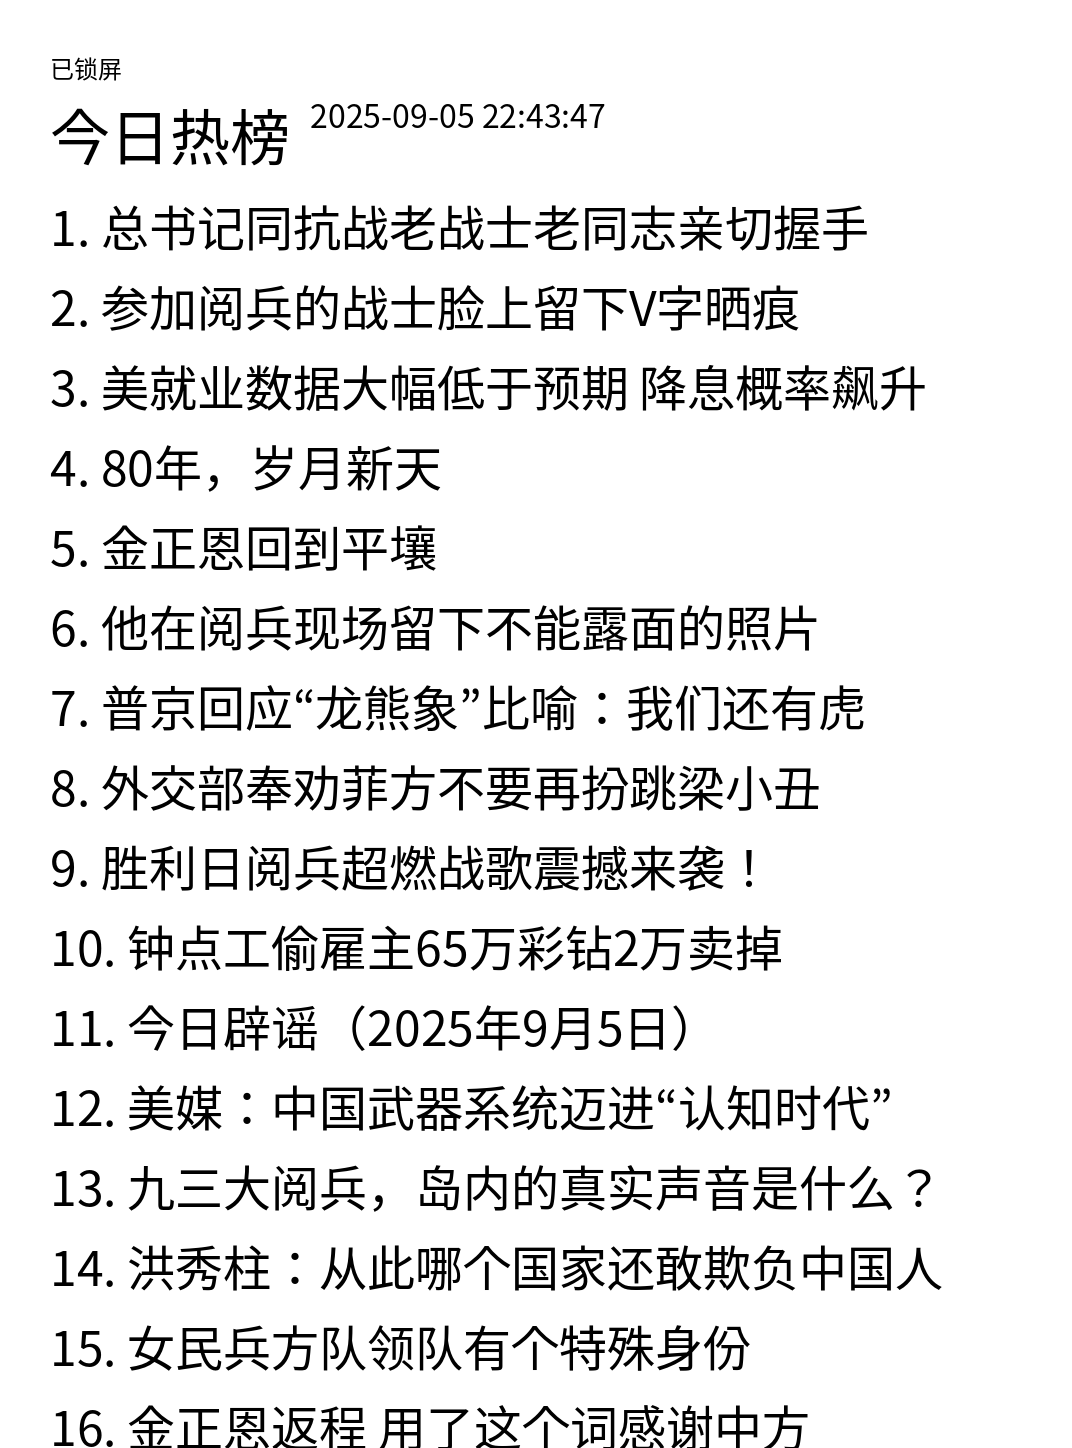 已锁屏
今日热榜 2025-09-05 22:43:47
1. 总书记同抗战老战士老同志亲切握手
2. 参加阅兵的战士脸上留下V字晒痕
3. 美就业数据大幅低于预期 降息概率飙升
4. 80年，岁月新天
5. 金正恩回到平壤
6. 他在阅兵现场留下不能露面的照片
7. 普京回应“龙熊象”比喻：我们还有虎
8. 外交部奉劝菲方不要再扮跳梁小丑
9. 胜利日阅兵超燃战歌震撼来袭！
10. 钟点工偷雇主65万彩钻2万卖掉
11. 今日辟谣（2025年9月5日）
12. 美媒：中国武器系统迈进“认知时代”
13. 九三大阅兵，岛内的真实声音是什么？
14. 洪秀柱：从此哪个国家还敢欺负中国人
15. 女民兵方队领队有个特殊身份
16. 金正恩返程 用了这个词感谢中方